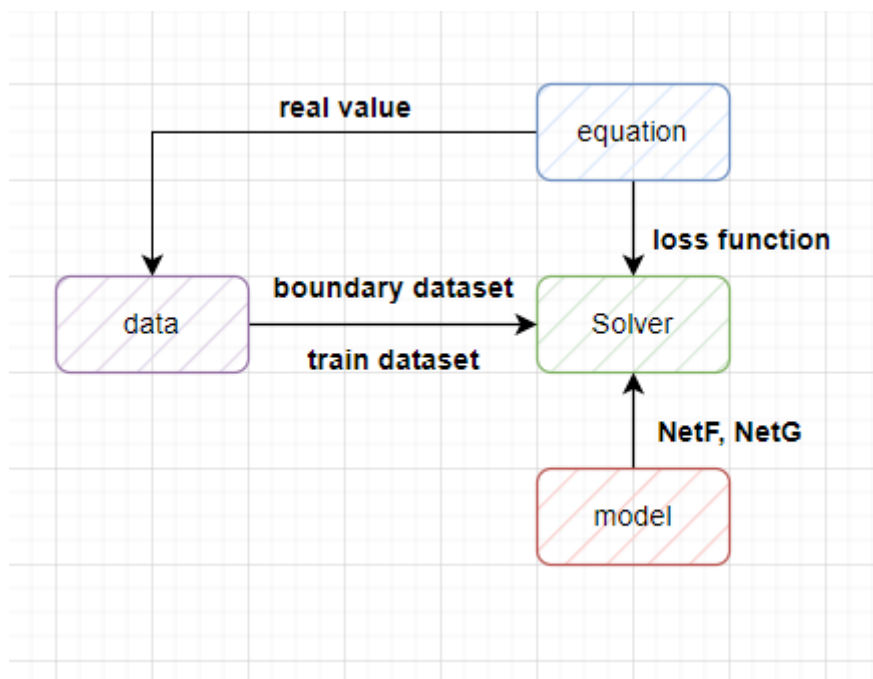 real value
equation
loss function
boundary dataset
data
Solver
train dataset
NetF, NetG
model